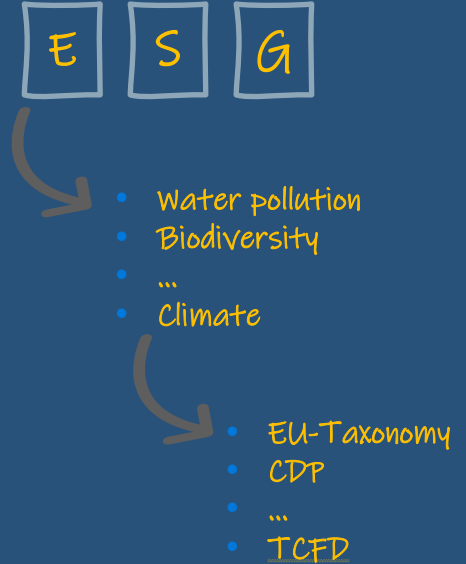 E S G
• Water pollution
• Biodiversity
• ...
• Climate
• EU-Taxonomy
• CDP
• ...
• TCFD